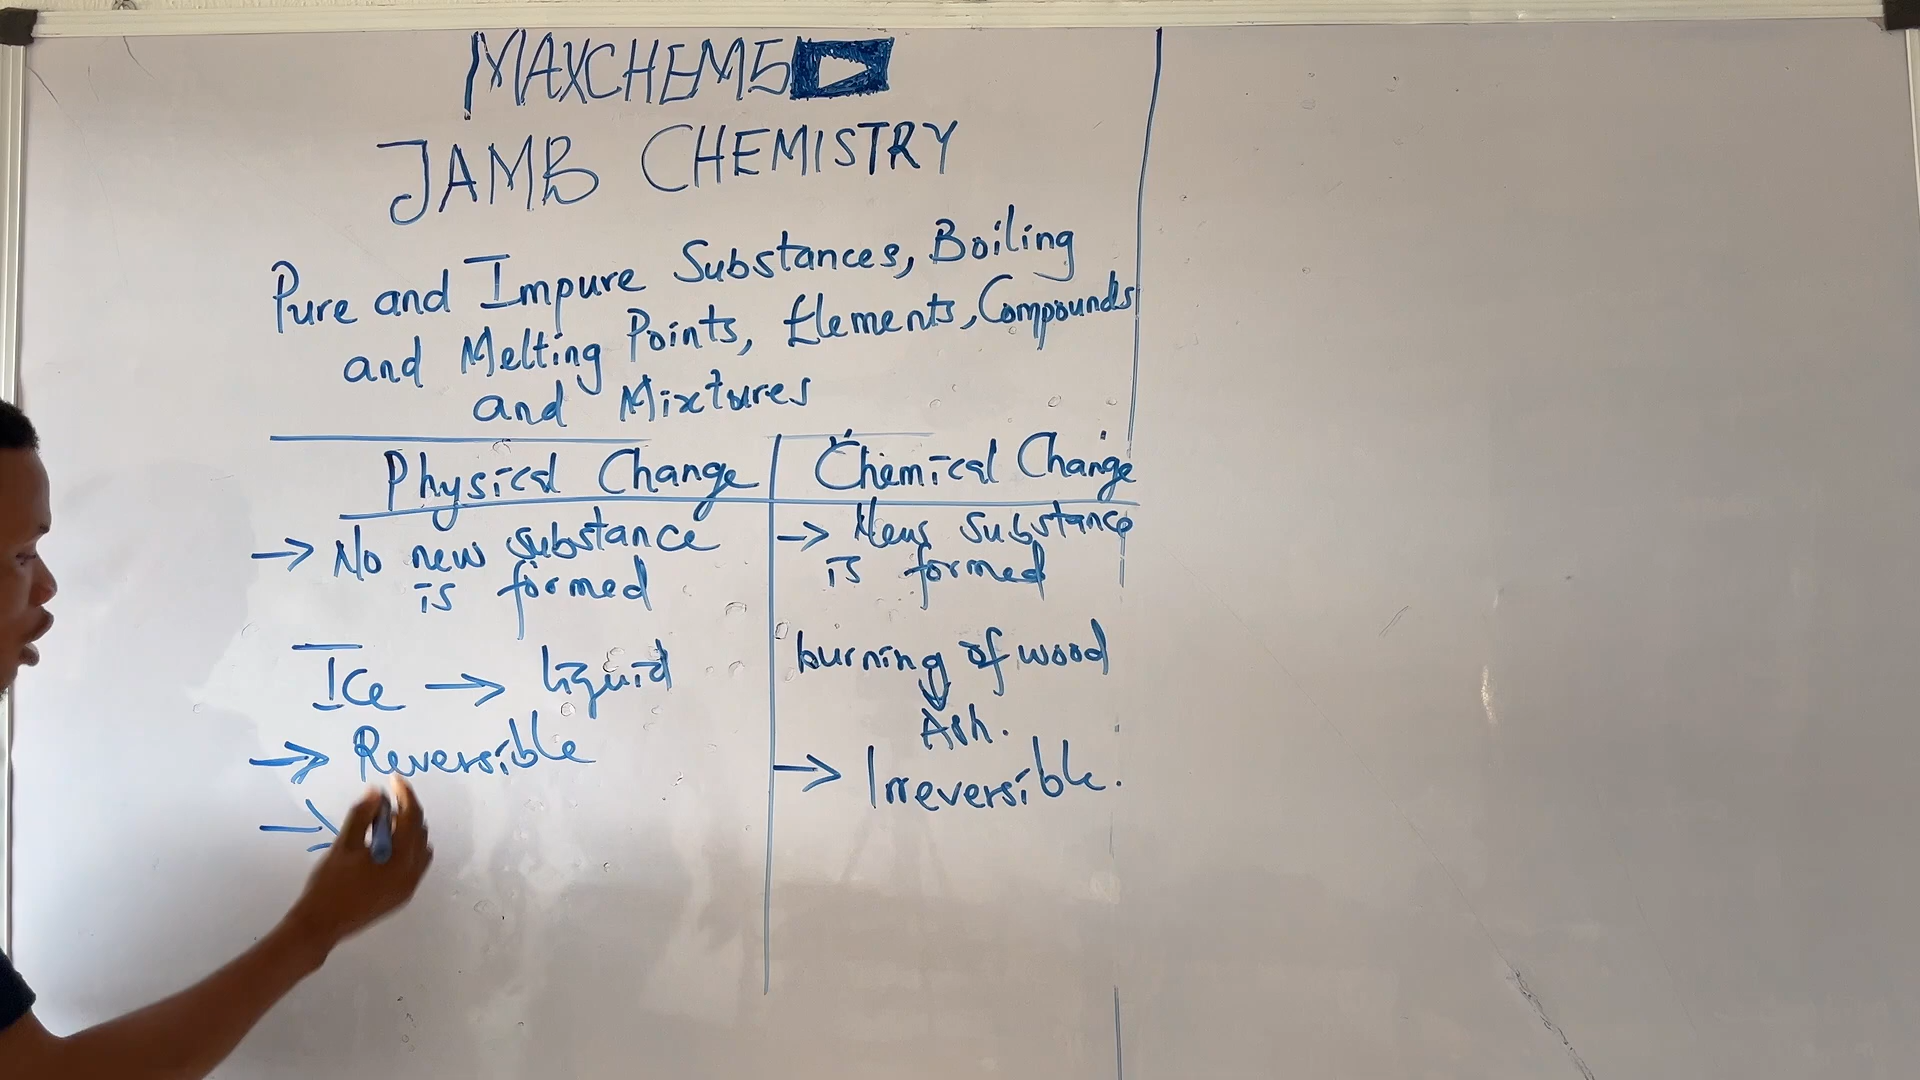 MAXCHEM5
JAMB CHEMISTRY
Pure and Impure Substances, Boiling
and Melting Points, Elements, Compounds
and Mixtures
Physical Change
→ No new substance
is formed
Ice → liquid
→ Reversible
→
Chemical Change
→ New substance
is formed
burning of wood
↓
Ash.
→ Irreversible.